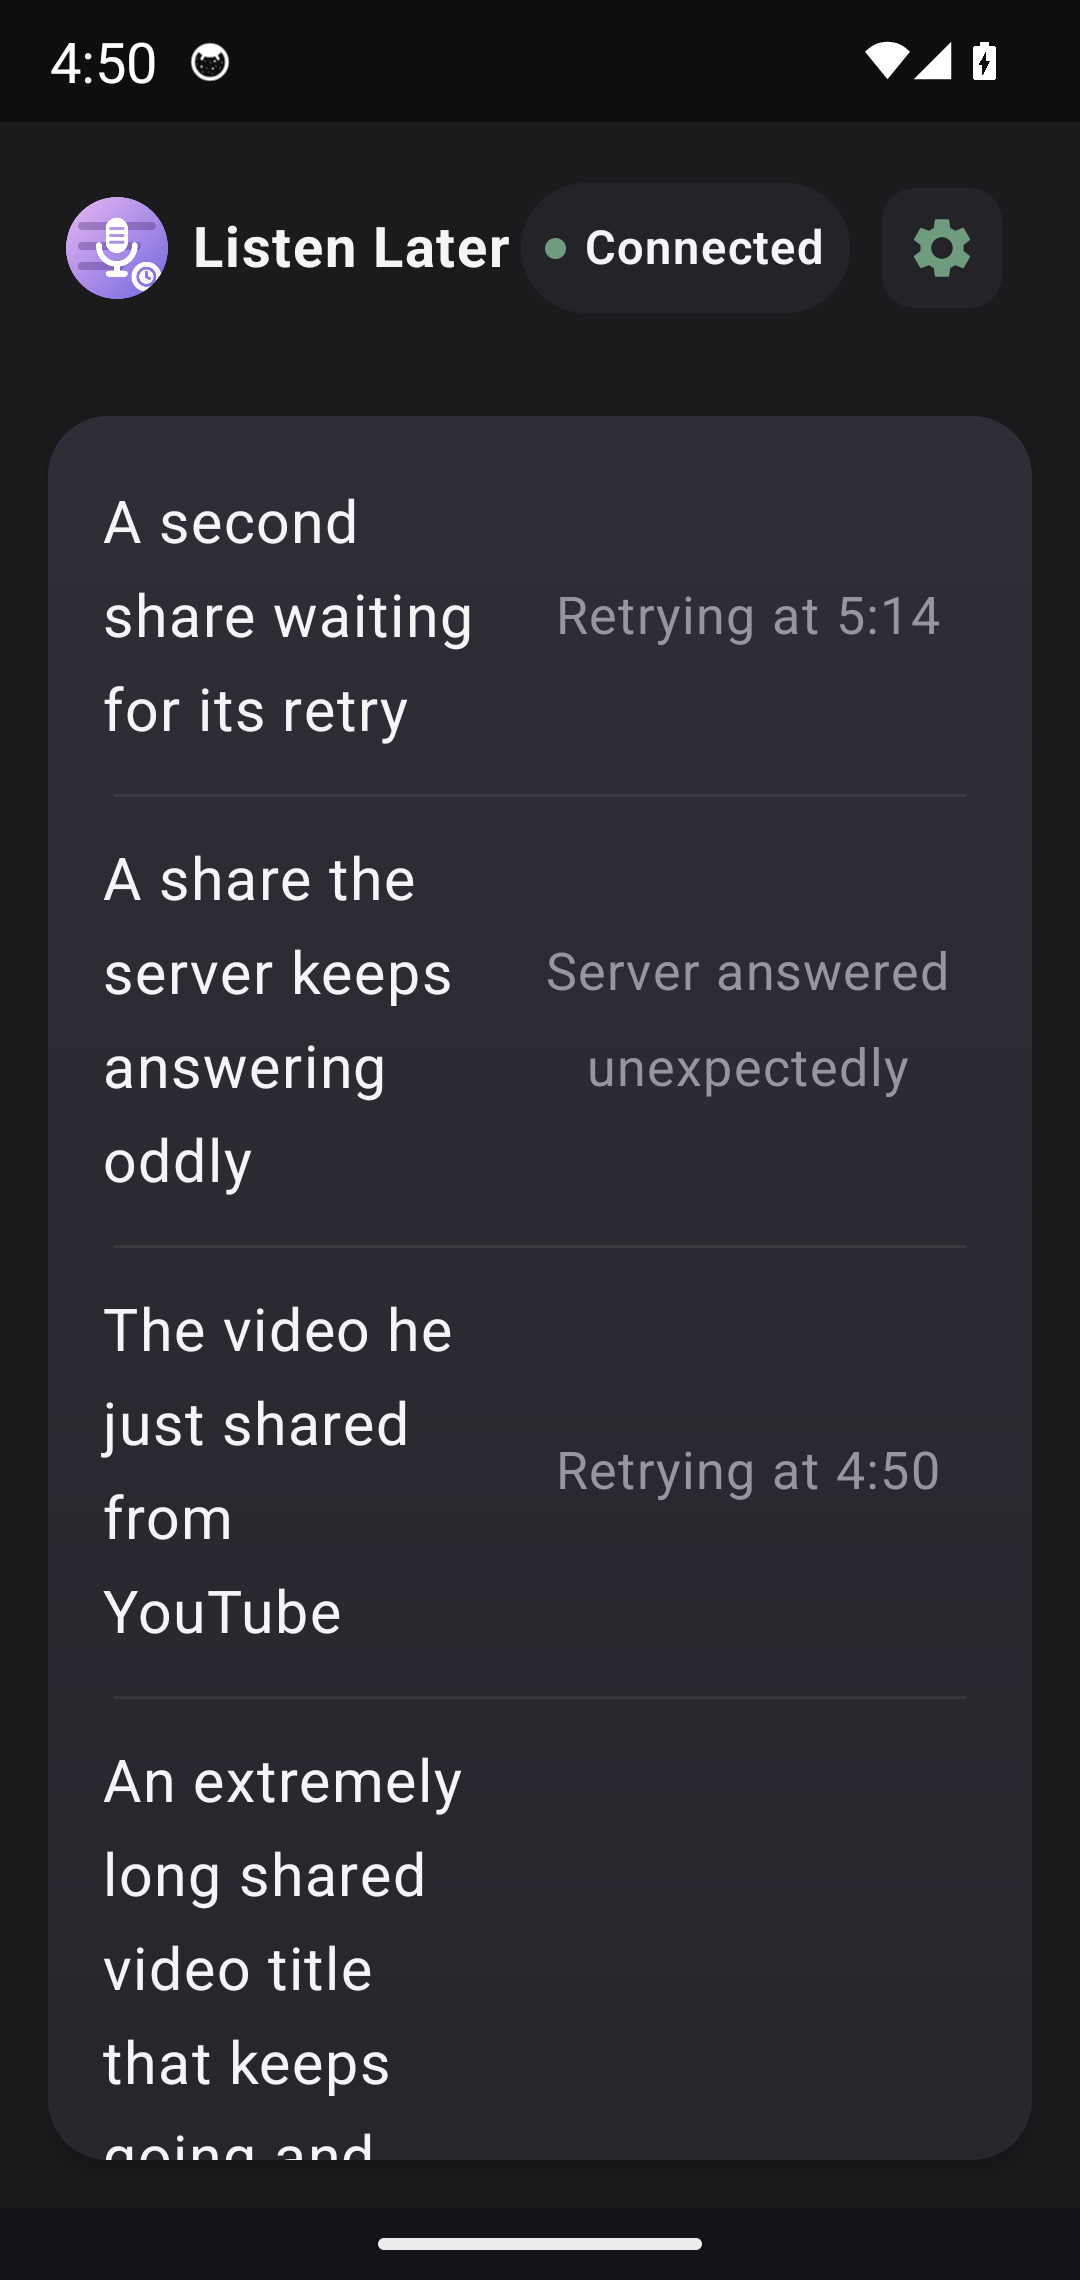 4:50
Listen Later
Connected
A second
share waiting
for its retry
Retrying at 5:14
A share the
server keeps
answering
oddly
Server answered
unexpectedly
The video he
just shared
from
YouTube
Retrying at 4:50
An extremely
long shared
video title
that keeps
going and